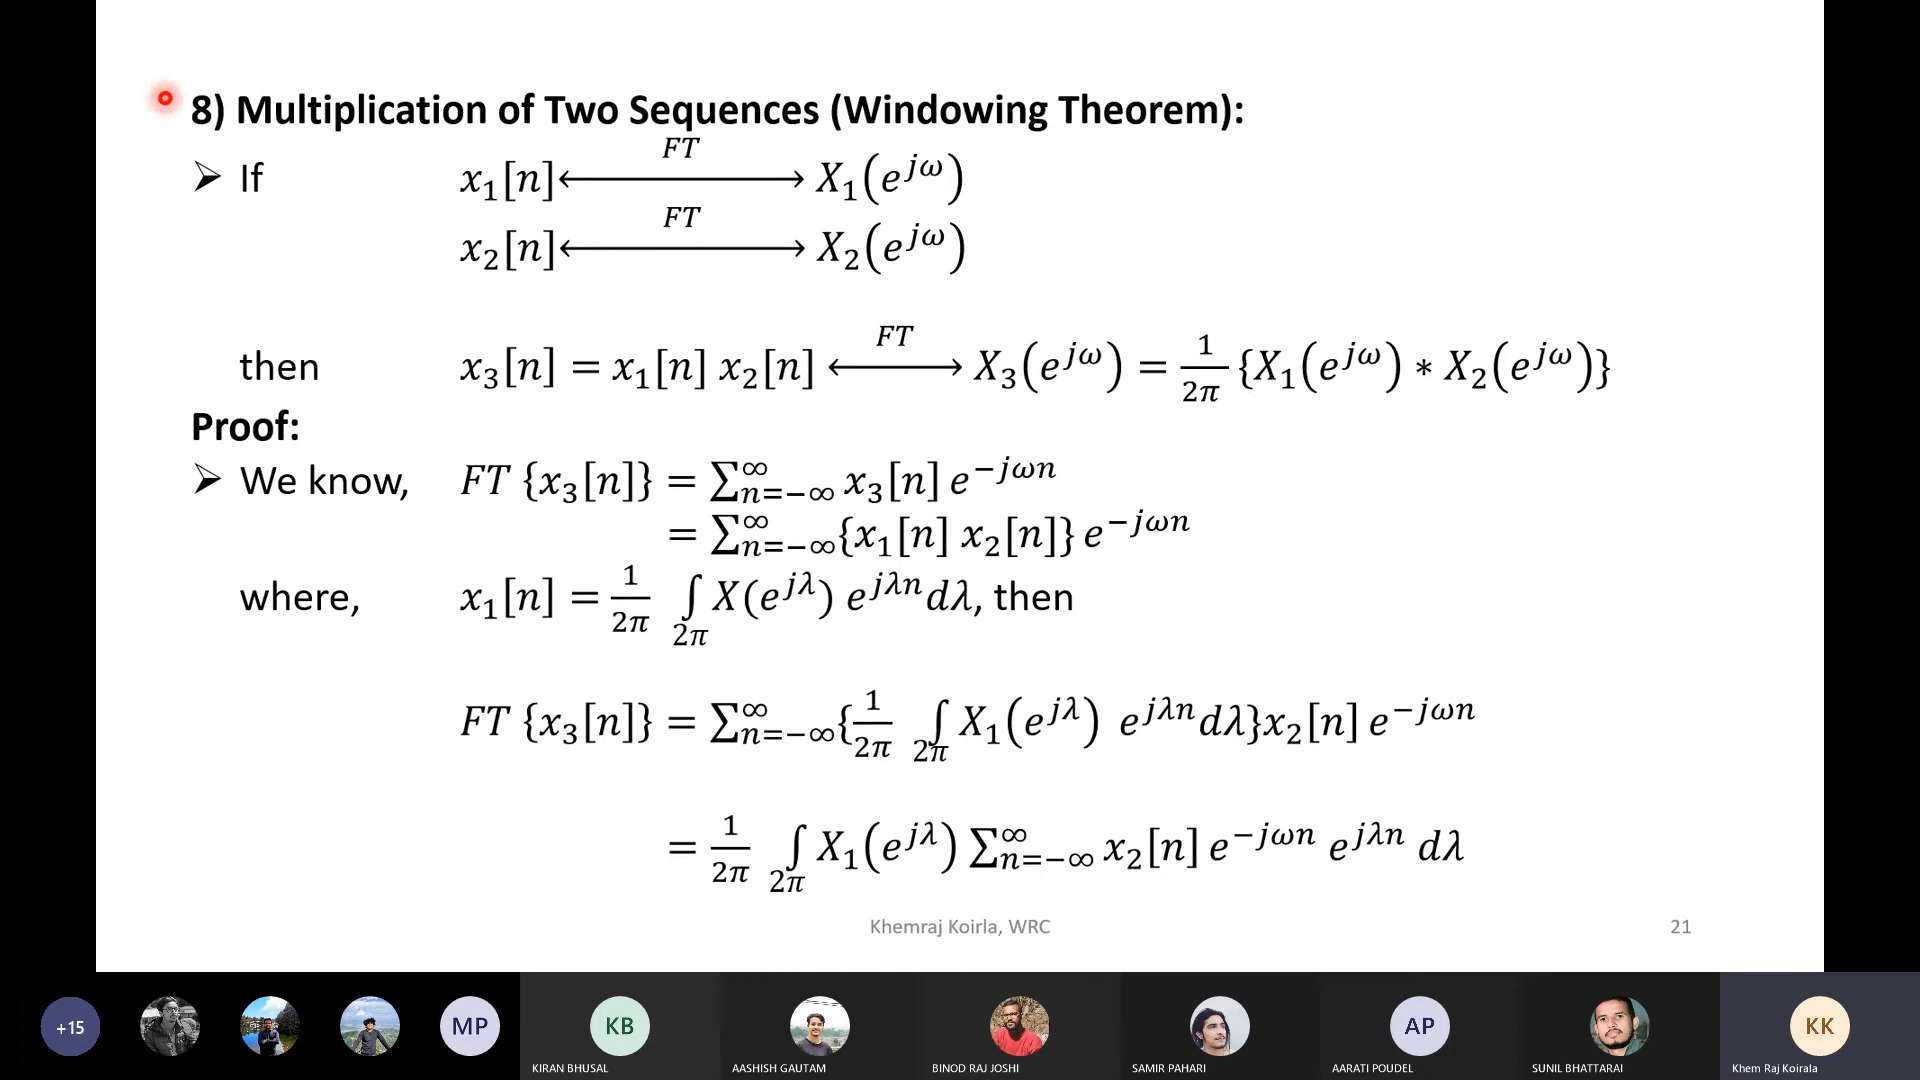 8) Multiplication of Two Sequences (Windowing Theorem):
➢ If x₁[n] ⟷ X₁(e^{jω}) FT
x₂[n] ⟷ X₂(e^{jω}) FT
then x₃[n] = x₁[n] x₂[n] ⟷ X₃(e^{jω}) = 1/2π {X₁(e^{jω}) * X₂(e^{jω})} FT
Proof:
➢ We know, FT {x₃[n]} = ∑_{n=−∞}^{∞} x₃[n] e^{−jωn}
= ∑_{n=−∞}^{∞}{x₁[n] x₂[n]} e^{−jωn}
where, x₁[n] = 1/2π ∫_{2π} X(e^{jλ}) e^{jλn}dλ, then
FT {x₃[n]} = ∑_{n=−∞}^{∞}{1/2π ∫_{2π} X₁(e^{jλ}) e^{jλn}dλ}x₂[n] e^{−jωn}
= 1/2π ∫_{2π} X₁(e^{jλ}) ∑_{n=−∞}^{∞} x₂[n] e^{−jωn} e^{jλn} dλ
Khemraj Koirla, WRC 21
+15 MP KB AP KK
KIRAN BHUSAL AASHISH GAUTAM BINOD RAJ JOSHI SAMIR PAHARI AARATI POUDEL SUNIL BHATTARAI Khem Raj Koirala